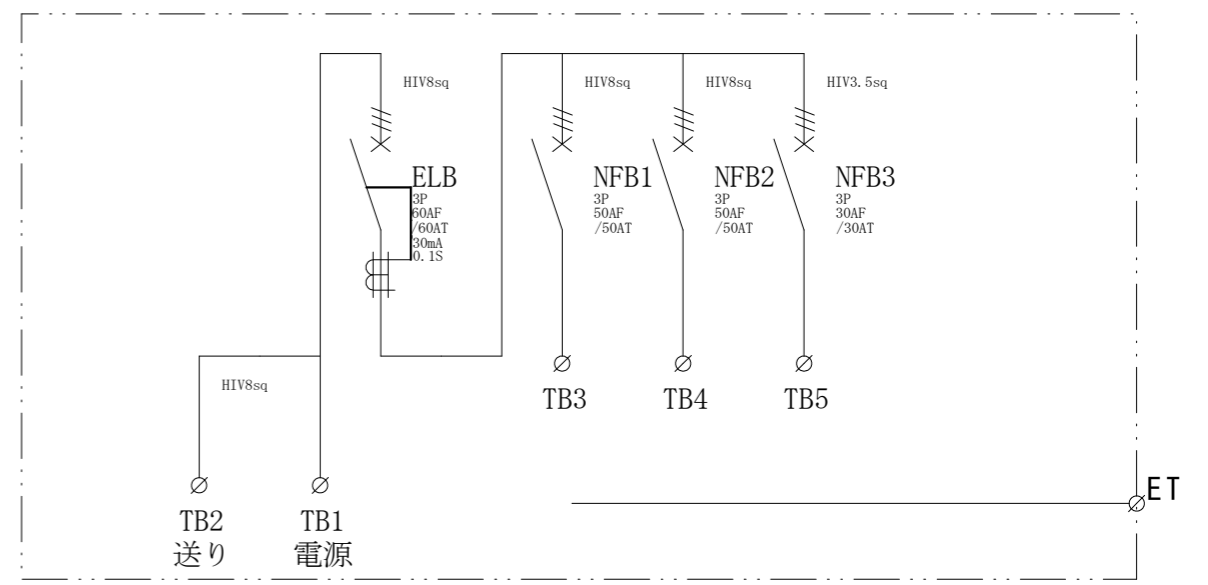 HIV8sq
HIV8sq
HIV8sq
HIV3.5sq
ELB
3P
60AF
/60AT
30mA
0.1S
NFB1
3P
50AF
/50AT
NFB2
3P
50AF
/50AT
NFB3
3P
30AF
/30AT
HIV8sq
TB3
TB4
TB5
ET
TB2
送り
TB1
電源